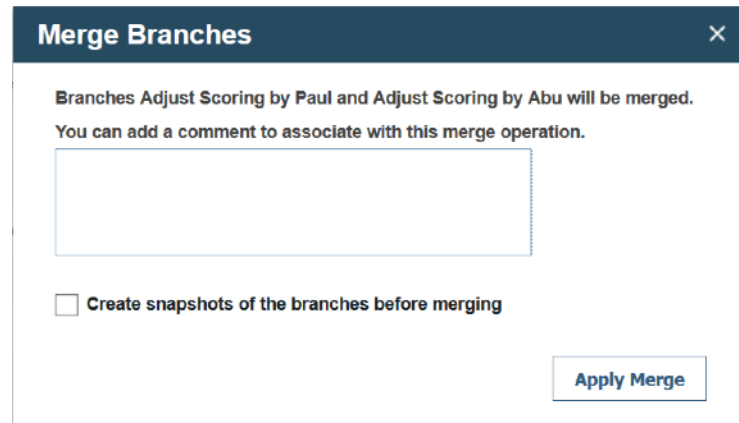 Merge Branches
Branches Adjust Scoring by Paul and Adjust Scoring by Abu will be merged.
You can add a comment to associate with this merge operation.
Create snapshots of the branches before merging
Apply Merge